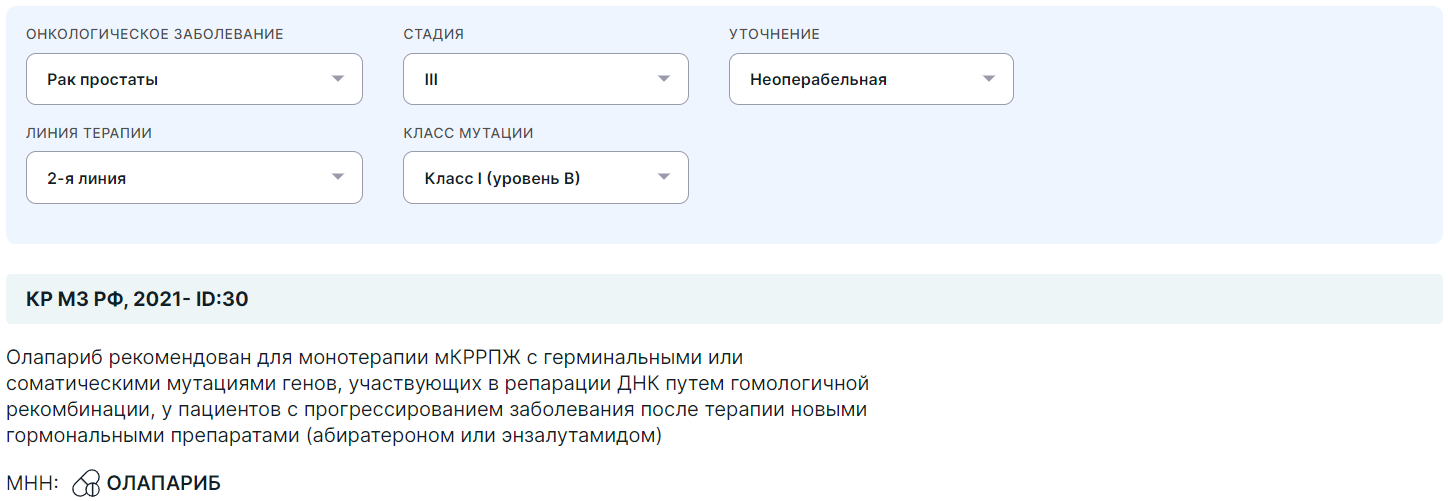 ОНКОЛОГИЧЕСКОЕ ЗАБОЛЕВАНИЕ
СТАДИЯ
УТОЧНЕНИЕ
Рак простаты
III
Неоперабельная
ЛИНИЯ ТЕРАПИИ
КЛАСС МУТАЦИИ
2-я линия
Класс I (уровень B)
КР МЗ РФ, 2021- ID:30
Олапариб рекомендован для монотерапии мКРРПЖ с герминальными или
соматическими мутациями генов, участвующих в репарации ДНК путем гомологичной
рекомбинации, у пациентов с прогрессированием заболевания после терапии новыми
гормональными препаратами (абиратероном или энзалутамидом)
МНН: ОЛАПАРИБ